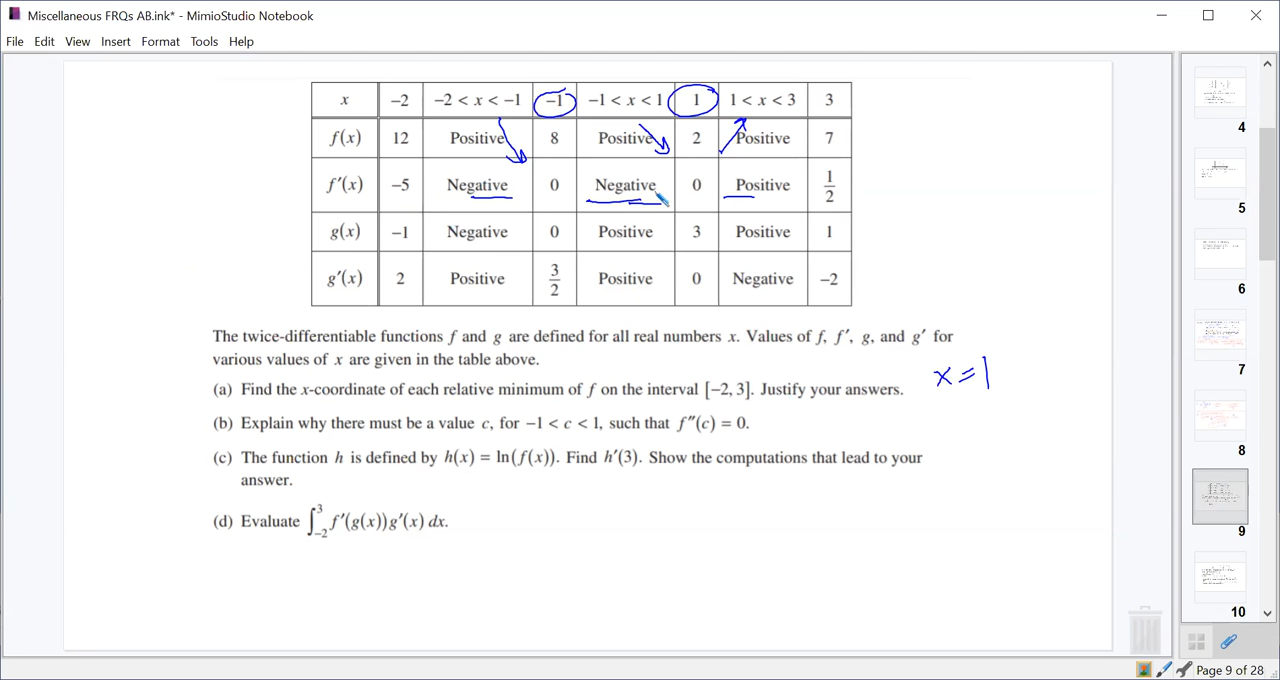 Miscellaneous FRQs AB.ink* - MimioStudio Notebook
File Edit View Insert Format Tools Help
x −2 −2 < x < −1 −1 −1 < x < 1 1 1 < x < 3 3
f(x) 12 Positive 8 Positive 2 Positive 7
f′(x) −5 Negative 0 Negative 0 Positive 1/2
g(x) −1 Negative 0 Positive 3 Positive 1
g′(x) 2 Positive 3/2 Positive 0 Negative −2
The twice-differentiable functions f and g are defined for all real numbers x. Values of f, f′, g, and g′ for
various values of x are given in the table above.
x = 1
(a) Find the x-coordinate of each relative minimum of f on the interval [−2, 3]. Justify your answers.
(b) Explain why there must be a value c, for −1 < c < 1, such that f″(c) = 0.
(c) The function h is defined by h(x) = ln(f(x)). Find h′(3). Show the computations that lead to your
answer.
(d) Evaluate ∫₋₂³ f′(g(x))g′(x) dx.
4
5
6
7
8
9
10
Page 9 of 28